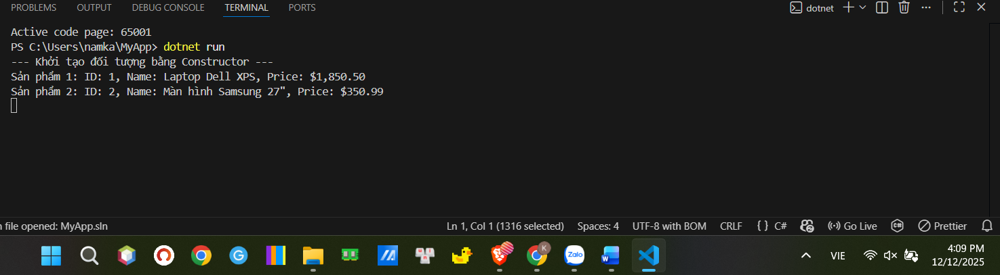 PROBLEMS OUTPUT DEBUG CONSOLE TERMINAL PORTS dotnet
Active code page: 65001
PS C:\Users\namka\MyApp> dotnet run
--- Khởi tạo đối tượng bằng Constructor ---
Sản phẩm 1: ID: 1, Name: Laptop Dell XPS, Price: $1,850.50
Sản phẩm 2: ID: 2, Name: Màn hình Samsung 27", Price: $350.99
file opened: MyApp.sln Ln 1, Col 1 (1316 selected) Spaces: 4 UTF-8 with BOM CRLF { } C# Go Live Prettier
K
Zalo
W
VIE
4:09 PM
12/12/2025